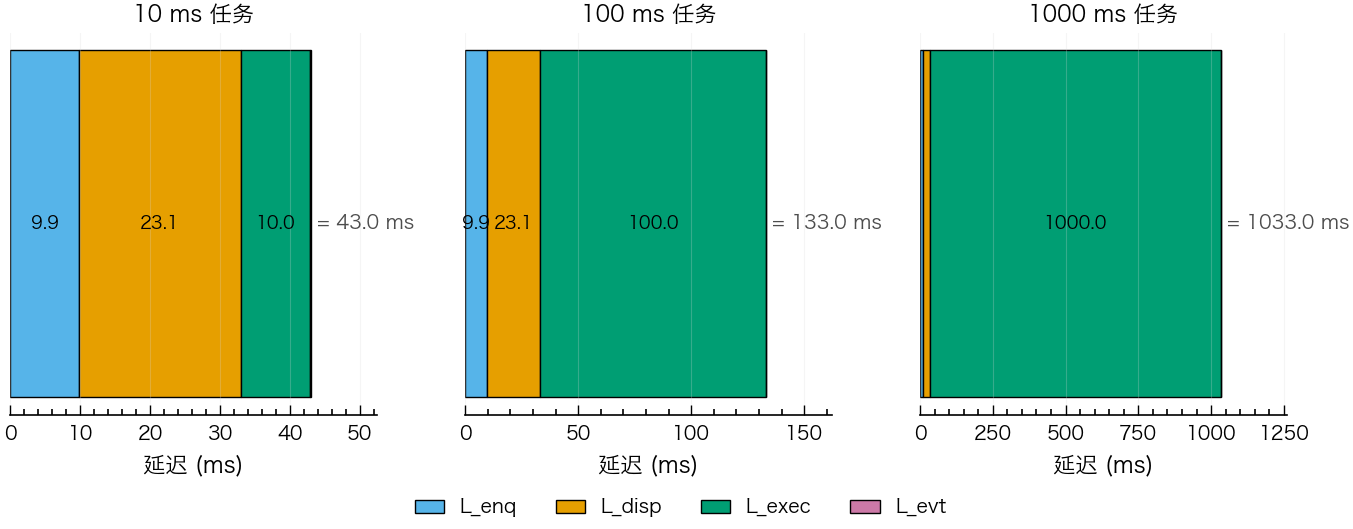 10 ms 任务
100 ms 任务
1000 ms 任务
9.9
23.1
10.0
= 43.0 ms
9.9
23.1
100.0
= 133.0 ms
1000.0
= 1033.0 ms
0 10 20 30 40 50
0 50 100 150
0 250 500 750 1000 1250
延迟 (ms)
延迟 (ms)
延迟 (ms)
L_enq L_disp L_exec L_evt